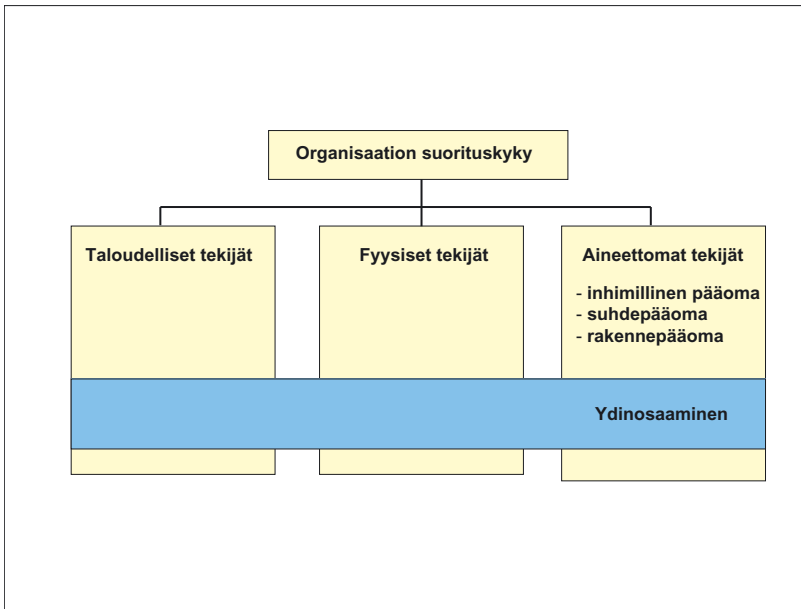 Organisaation suorituskyky
Taloudelliset tekijät
Fyysiset tekijät
Aineettomat tekijät
- inhimillinen pääoma
- suhdepääoma
- rakennepääoma
Ydinosaaminen